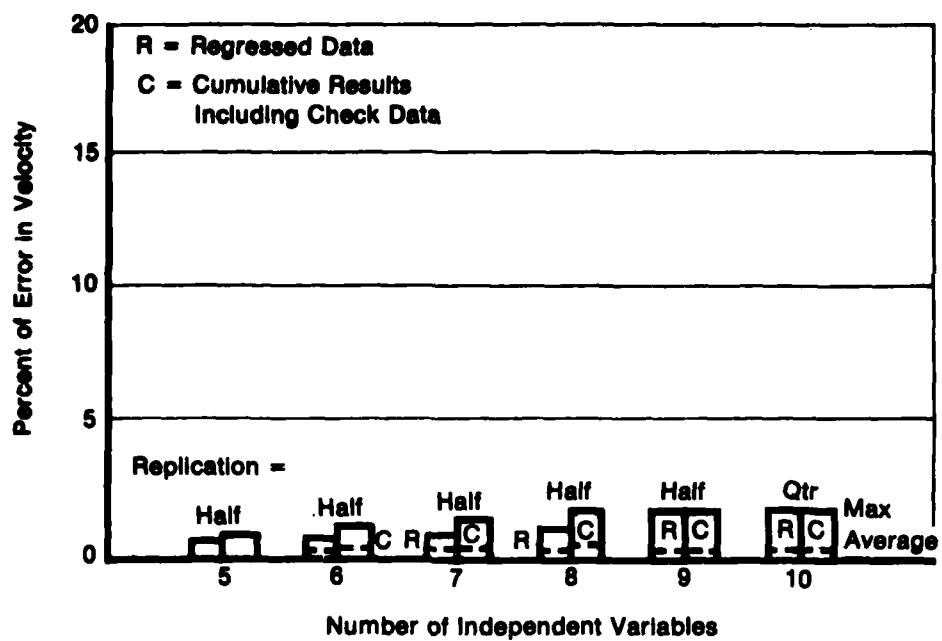 20
R = Regressed Data
C = Cumulative Results
Including Check Data
15
10
5
0
Percent of Error in Velocity
Replication =
Half
Half
Half
Half
Half
Qtr
Max
Average
C
R
C
R
C
R
C
R
C
5
6
7
8
9
10
Number of Independent Variables